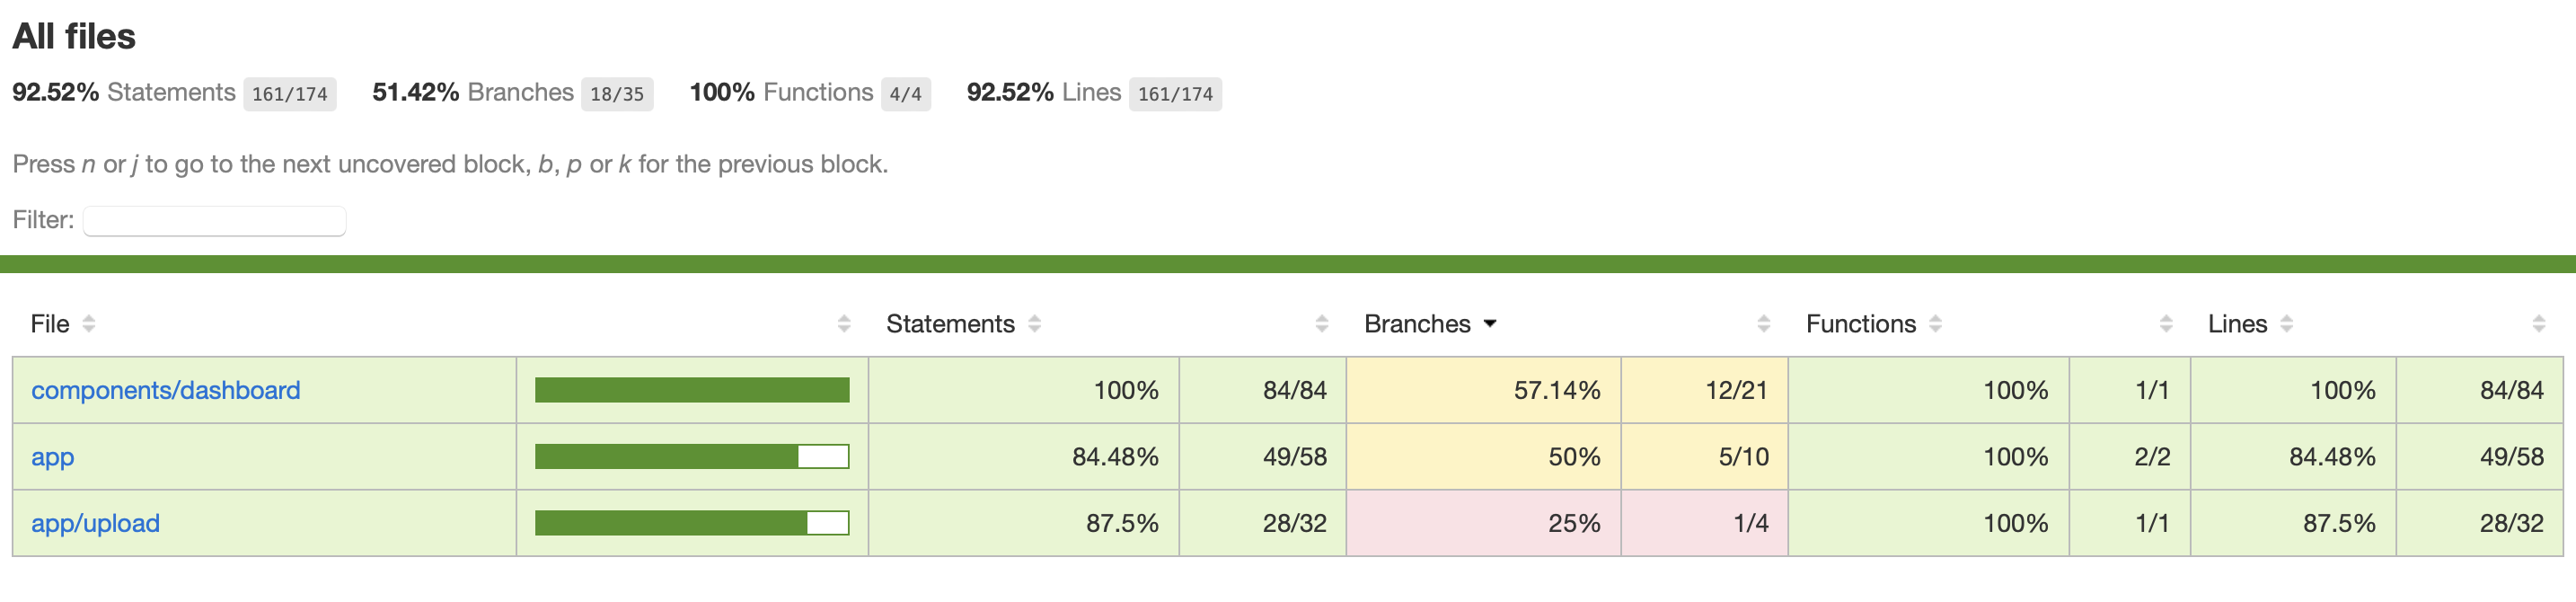 All files
92.52% Statements 161/174 51.42% Branches 18/35 100% Functions 4/4 92.52% Lines 161/174
Press n or j to go to the next uncovered block, b, p or k for the previous block.
Filter:
File Statements Branches Functions Lines
components/dashboard 100% 84/84 57.14% 12/21 100% 1/1 100% 84/84
app 84.48% 49/58 50% 5/10 100% 2/2 84.48% 49/58
app/upload 87.5% 28/32 25% 1/4 100% 1/1 87.5% 28/32